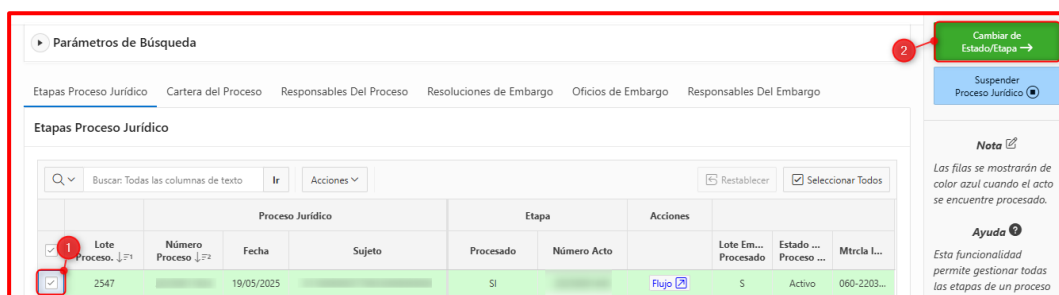 Parámetros de Búsqueda
Cambiar de
Estado/Etapa →
2
Suspender
Proceso Jurídico
Etapas Proceso Jurídico Cartera del Proceso Responsables Del Proceso Resoluciones de Embargo Oficios de Embargo Responsables Del Embargo
Etapas Proceso Jurídico
Nota
Las filas se mostrarán de
color azul cuando el acto
se encuentre procesado.
Buscar: Todas las columnas de texto Ir Acciones Restablecer Seleccionar Todos
Proceso Jurídico Etapa Acciones
Ayuda
Esta funcionalidad
permite gestionar todas
las etapas de un proceso
1
Lote
Proceso. ↓ 1
Número
Proceso ↓ 2
Fecha
Sujeto
Procesado
Número Acto
Lote Em...
Procesado
Estado ...
Proceso ...
Mtrcla I...
2547 19/05/2025 SI Flujo S Activo 060-2203...